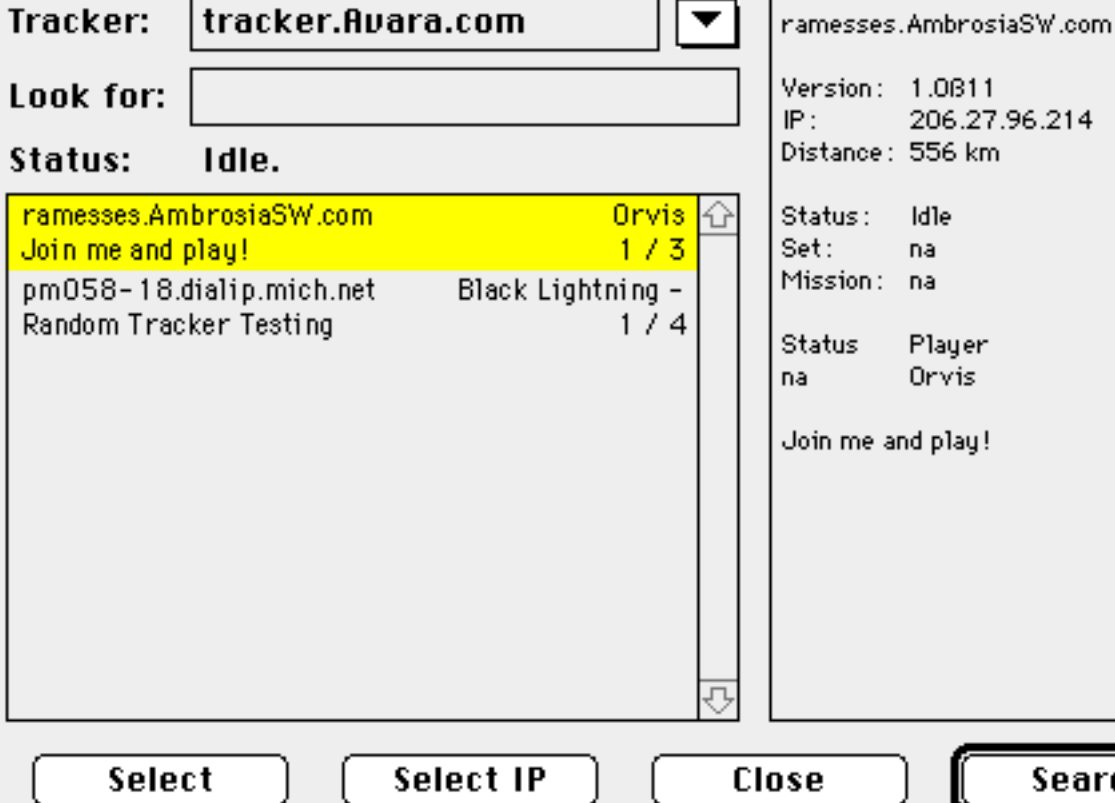 Tracker: tracker.Avara.com
Look for:
Status: Idle.
ramesses.AmbrosiaSW.com Orvis
Join me and play! 1 / 3
pm058-18.dialip.mich.net Black Lightning -
Random Tracker Testing 1 / 4
ramesses.AmbrosiaSW.com
Version: 1.0B11
IP: 206.27.96.214
Distance: 556 km
Status: Idle
Set: na
Mission: na
Status Player
na Orvis
Join me and play!
Select Select IP Close